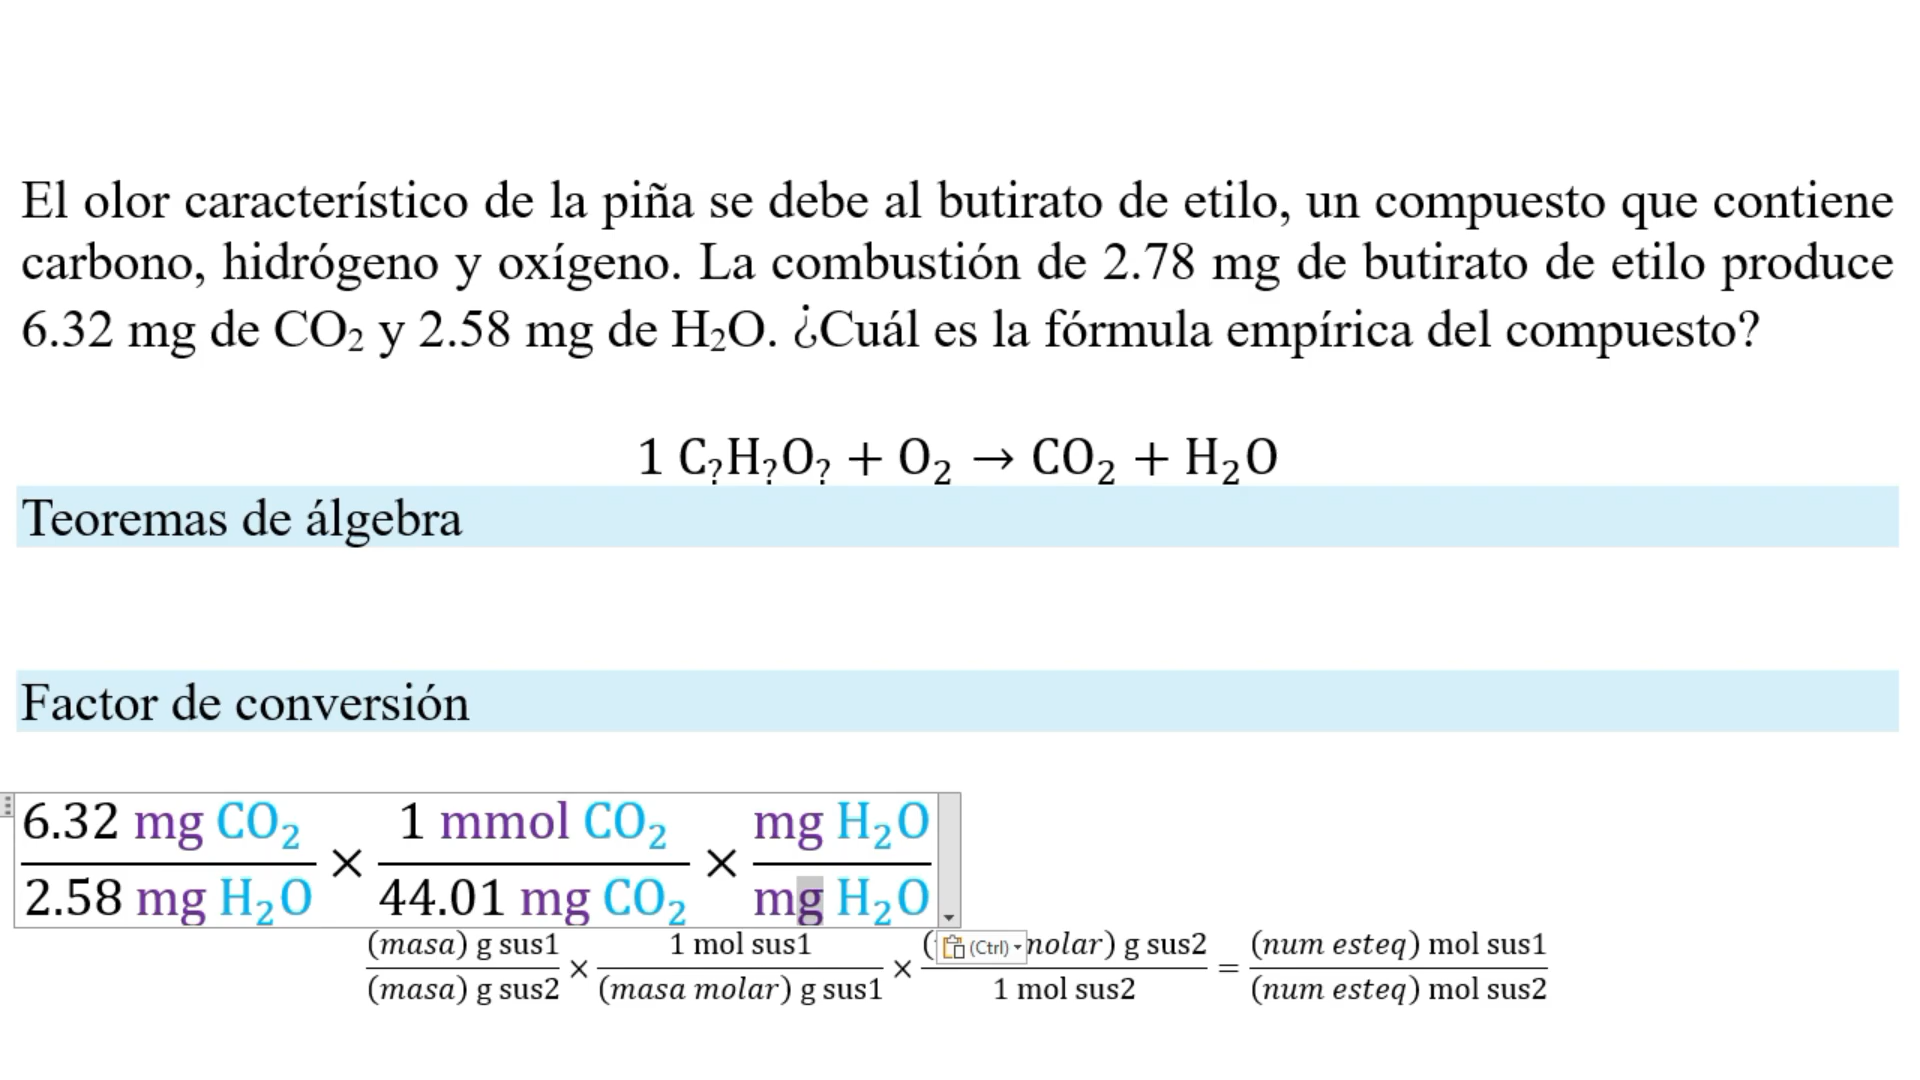 El olor característico de la piña se debe al butirato de etilo, un compuesto que contiene
carbono, hidrógeno y oxígeno. La combustión de 2.78 mg de butirato de etilo produce
6.32 mg de CO₂ y 2.58 mg de H₂O. ¿Cuál es la fórmula empírica del compuesto?
1 C?H?O? + O₂ → CO₂ + H₂O
Teoremas de álgebra
Factor de conversión
6.32 mg CO₂ / 2.58 mg H₂O × 1 mmol CO₂ / 44.01 mg CO₂ × mg H₂O / mg H₂O
(masa) g sus1 / (masa) g sus2 × 1 mol sus1 / (masa molar) g sus1 × ( molar) g sus2 / 1 mol sus2 = (num esteq) mol sus1 / (num esteq) mol sus2
(Ctrl)